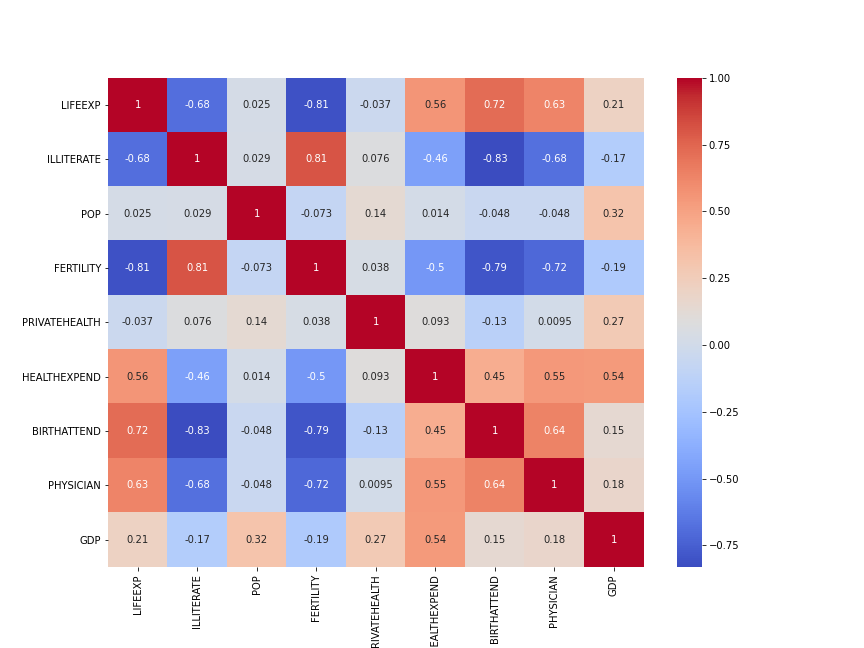 LIFEEXP 1 -0.68 0.025 -0.81 -0.037 0.56 0.72 0.63 0.21
ILLITERATE -0.68 1 0.029 0.81 0.076 -0.46 -0.83 -0.68 -0.17
POP 0.025 0.029 1 -0.073 0.14 0.014 -0.048 -0.048 0.32
FERTILITY -0.81 0.81 -0.073 1 0.038 -0.5 -0.79 -0.72 -0.19
PRIVATEHEALTH -0.037 0.076 0.14 0.038 1 0.093 -0.13 0.0095 0.27
HEALTHEXPEND 0.56 -0.46 0.014 -0.5 0.093 1 0.45 0.55 0.54
BIRTHATTEND 0.72 -0.83 -0.048 -0.79 -0.13 0.45 1 0.64 0.15
PHYSICIAN 0.63 -0.68 -0.048 -0.72 0.0095 0.55 0.64 1 0.18
GDP 0.21 -0.17 0.32 -0.19 0.27 0.54 0.15 0.18 1
LIFEEXP
ILLITERATE
POP
FERTILITY
RIVATEHEALTH
EALTHEXPEND
BIRTHATTEND
PHYSICIAN
GDP
1.00
0.75
0.50
0.25
0.00
−0.25
−0.50
−0.75